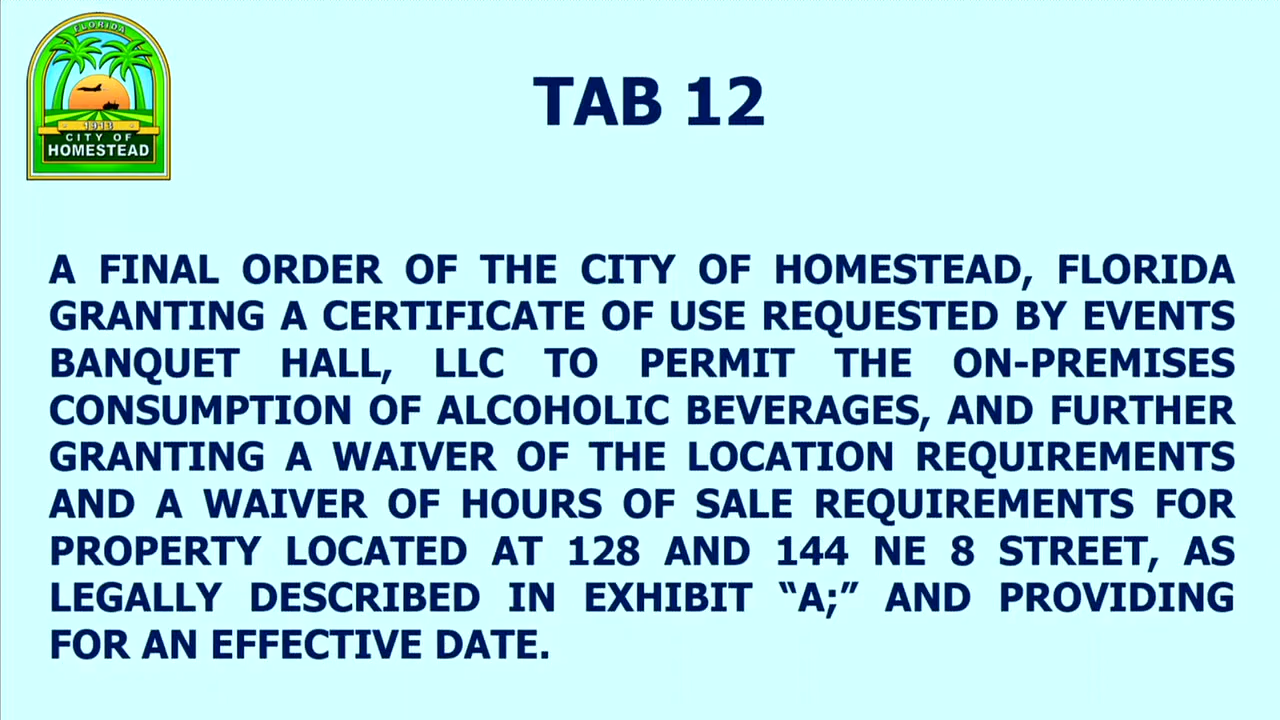 FLORIDA
1913
CITY OF
HOMESTEAD
TAB 12
A FINAL ORDER OF THE CITY OF HOMESTEAD, FLORIDA
GRANTING A CERTIFICATE OF USE REQUESTED BY EVENTS
BANQUET HALL, LLC TO PERMIT THE ON-PREMISES
CONSUMPTION OF ALCOHOLIC BEVERAGES, AND FURTHER
GRANTING A WAIVER OF THE LOCATION REQUIREMENTS
AND A WAIVER OF HOURS OF SALE REQUIREMENTS FOR
PROPERTY LOCATED AT 128 AND 144 NE 8 STREET, AS
LEGALLY DESCRIBED IN EXHIBIT “A;” AND PROVIDING
FOR AN EFFECTIVE DATE.